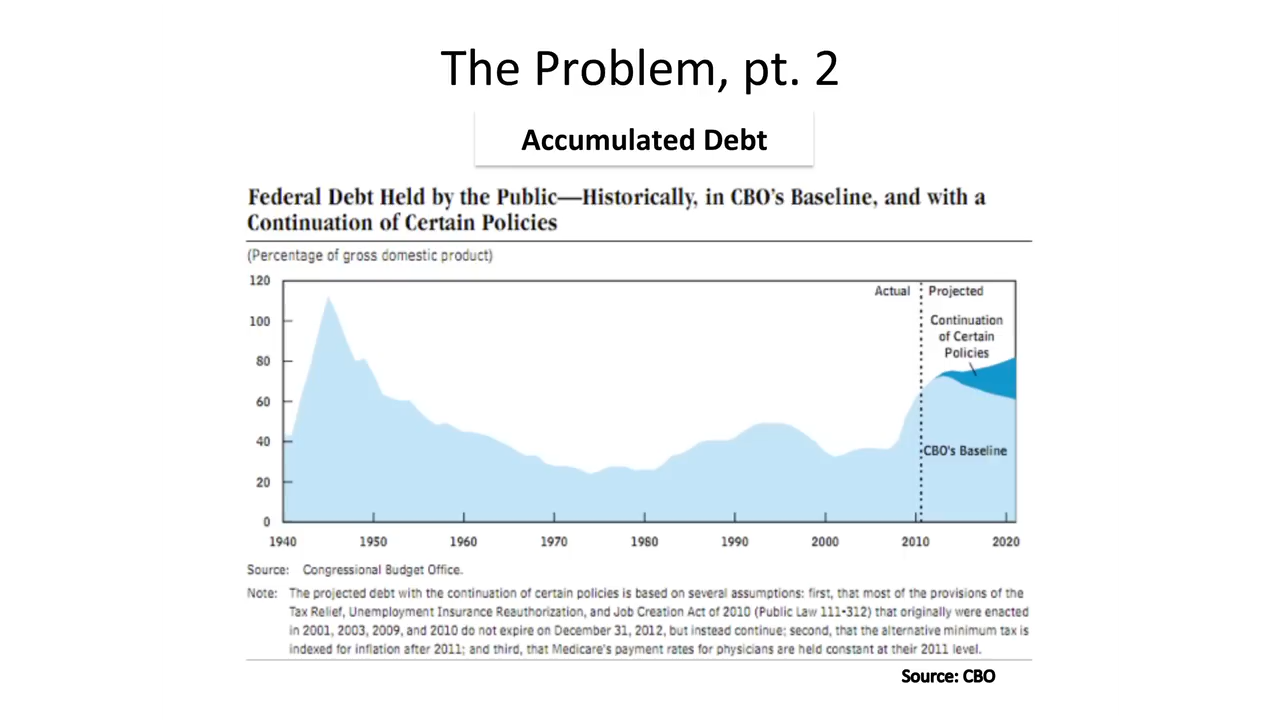 The Problem, pt. 2
Accumulated Debt
Federal Debt Held by the Public—Historically, in CBO's Baseline, and with a
Continuation of Certain Policies
(Percentage of gross domestic product)
120
Actual
Projected
100
Continuation
of Certain
Policies
80
60
40
CBO's Baseline
20
0
1940 1950 1960 1970 1980 1990 2000 2010 2020
Source: Congressional Budget Office.
Note: The projected debt with the continuation of certain policies is based on several assumptions: first, that most of the provisions of the
Tax Relief, Unemployment Insurance Reauthorization, and Job Creation Act of 2010 (Public Law 111-312) that originally were enacted
in 2001, 2003, 2009, and 2010 do not expire on December 31, 2012, but instead continue; second, that the alternative minimum tax is
indexed for inflation after 2011; and third, that Medicare's payment rates for physicians are held constant at their 2011 level.
Source: CBO